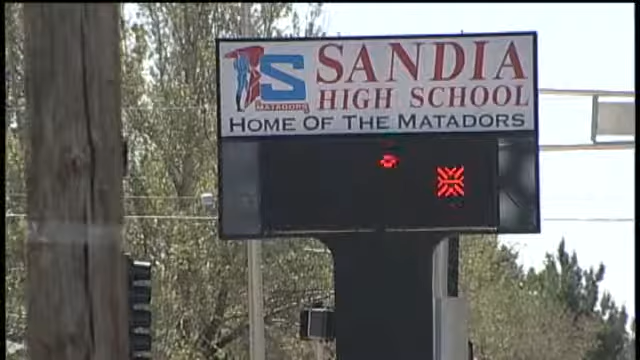 SANDIA
HIGH SCHOOL
S
MATADORS
HOME OF THE MATADORS